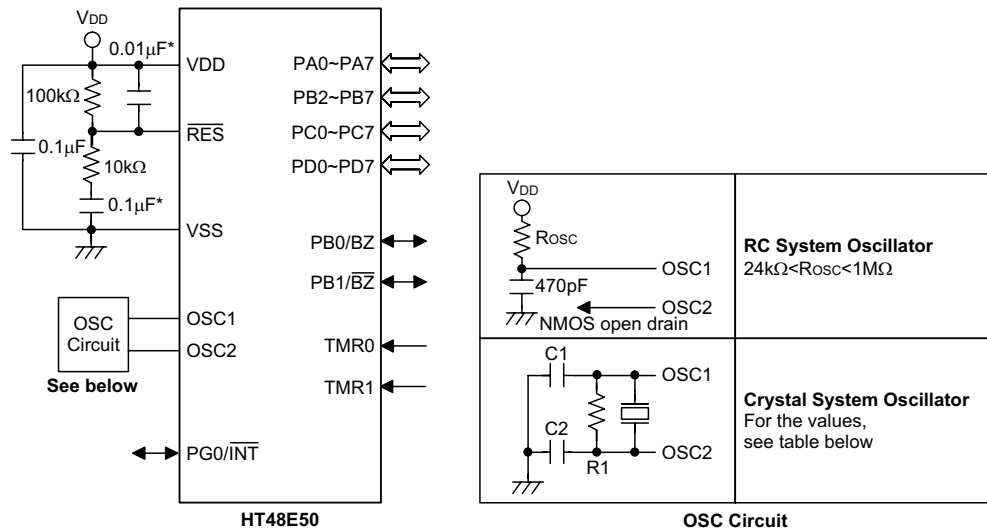 VDD
0.01μF*
VDD
100kΩ
RES
0.1μF
10kΩ
0.1μF*
VSS
OSC
Circuit
See below
OSC1
OSC2
PG0/INT
PA0~PA7
PB2~PB7
PC0~PC7
PD0~PD7
PB0/BZ
PB1/BZ
TMR0
TMR1
HT48E50
VDD
ROSC
OSC1
470pF
OSC2
NMOS open drain
RC System Oscillator
24kΩ<ROSC<1MΩ
C1
OSC1
C2
OSC2
R1
Crystal System Oscillator
For the values,
see table below
OSC Circuit